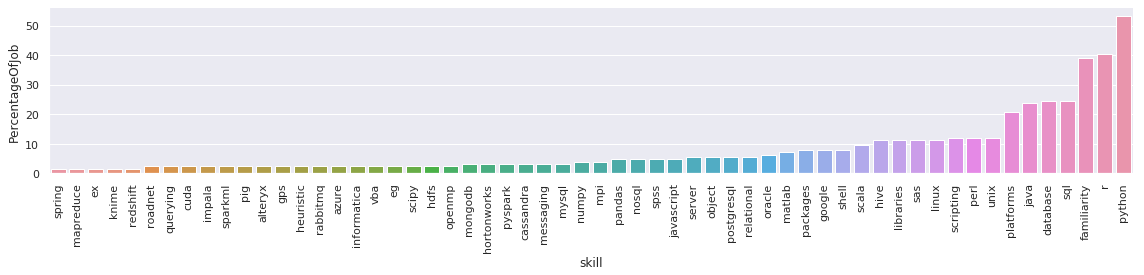 50
40
30
20
10
0
PercentageOfJob
spring
mapreduce
ex
knime
redshift
roadnet
querying
cuda
impala
sparkml
pig
alteryx
gps
heuristic
rabbitmq
azure
informatica
vba
eg
scipy
hdfs
openmp
mongodb
hortonworks
pyspark
cassandra
messaging
mysql
numpy
mpi
pandas
nosql
spss
javascript
server
object
postgresql
relational
oracle
matlab
packages
google
shell
scala
hive
libraries
sas
linux
scripting
perl
unix
platforms
java
database
sql
familiarity
r
python
skill